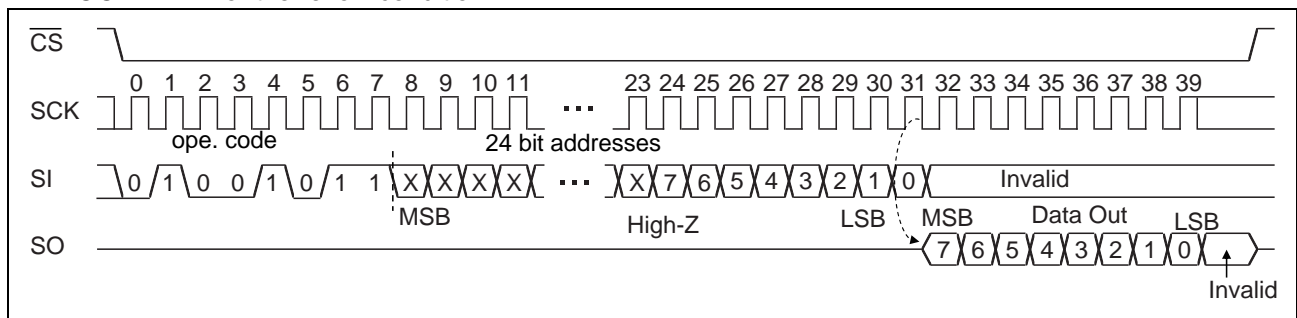 CS
0 1 2 3 4 5 6 7 8 9 10 11 23 24 25 26 27 28 29 30 31 32 33 34 35 36 37 38 39
SCK ...
ope. code 24 bit addresses
SI 0 1 0 0 1 0 1 1 X X X X ... X 7 6 5 4 3 2 1 0 Invalid
MSB High-Z LSB MSB Data Out LSB
SO 7 6 5 4 3 2 1 0
Invalid